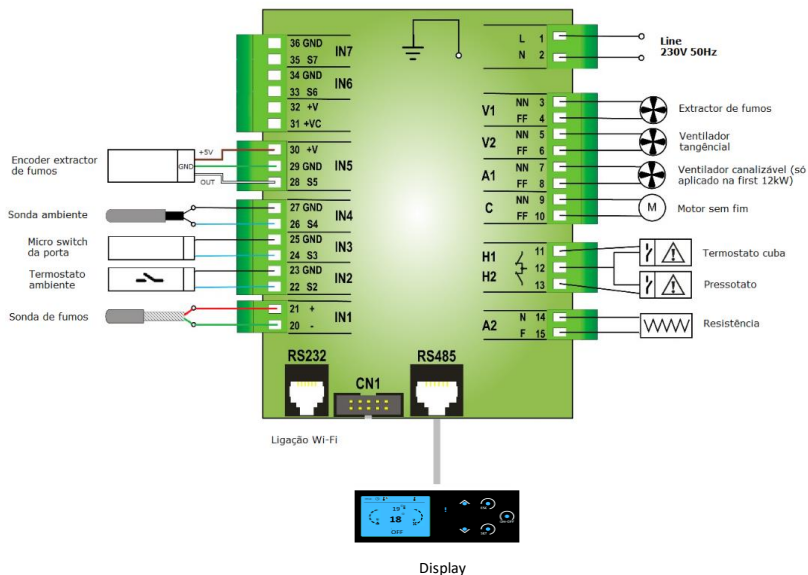 36 GND
35 S7
IN7
34 GND
33 S6
IN6
32 +V
31 +VC
Encoder extractor
de fumos
+5V
GND
OUT
30 +V
29 GND
28 S5
IN5
Sonda ambiente
27 GND
26 S4
IN4
Micro switch
da porta
25 GND
24 S3
IN3
Termostato
ambiente
23 GND
22 S2
IN2
Sonda de fumos
21 +
20 -
IN1
L 1
N 2
Line
230V 50Hz
V1
NN 3
FF 4
Extractor de fumos
V2
NN 5
FF 6
Ventilador
tangêncial
A1
NN 7
FF 8
Ventilador canalizável (só
aplicado na first 12kW)
C
NN 9
FF 10
M
Motor sem fim
H1
H2
11
12
13
Termostato cuba
Pressotato
A2
N 14
F 15
Resistência
RS232
CN1
RS485
Ligação Wi-Fi
18
OFF
ESC
SET
ON/OFF
Display